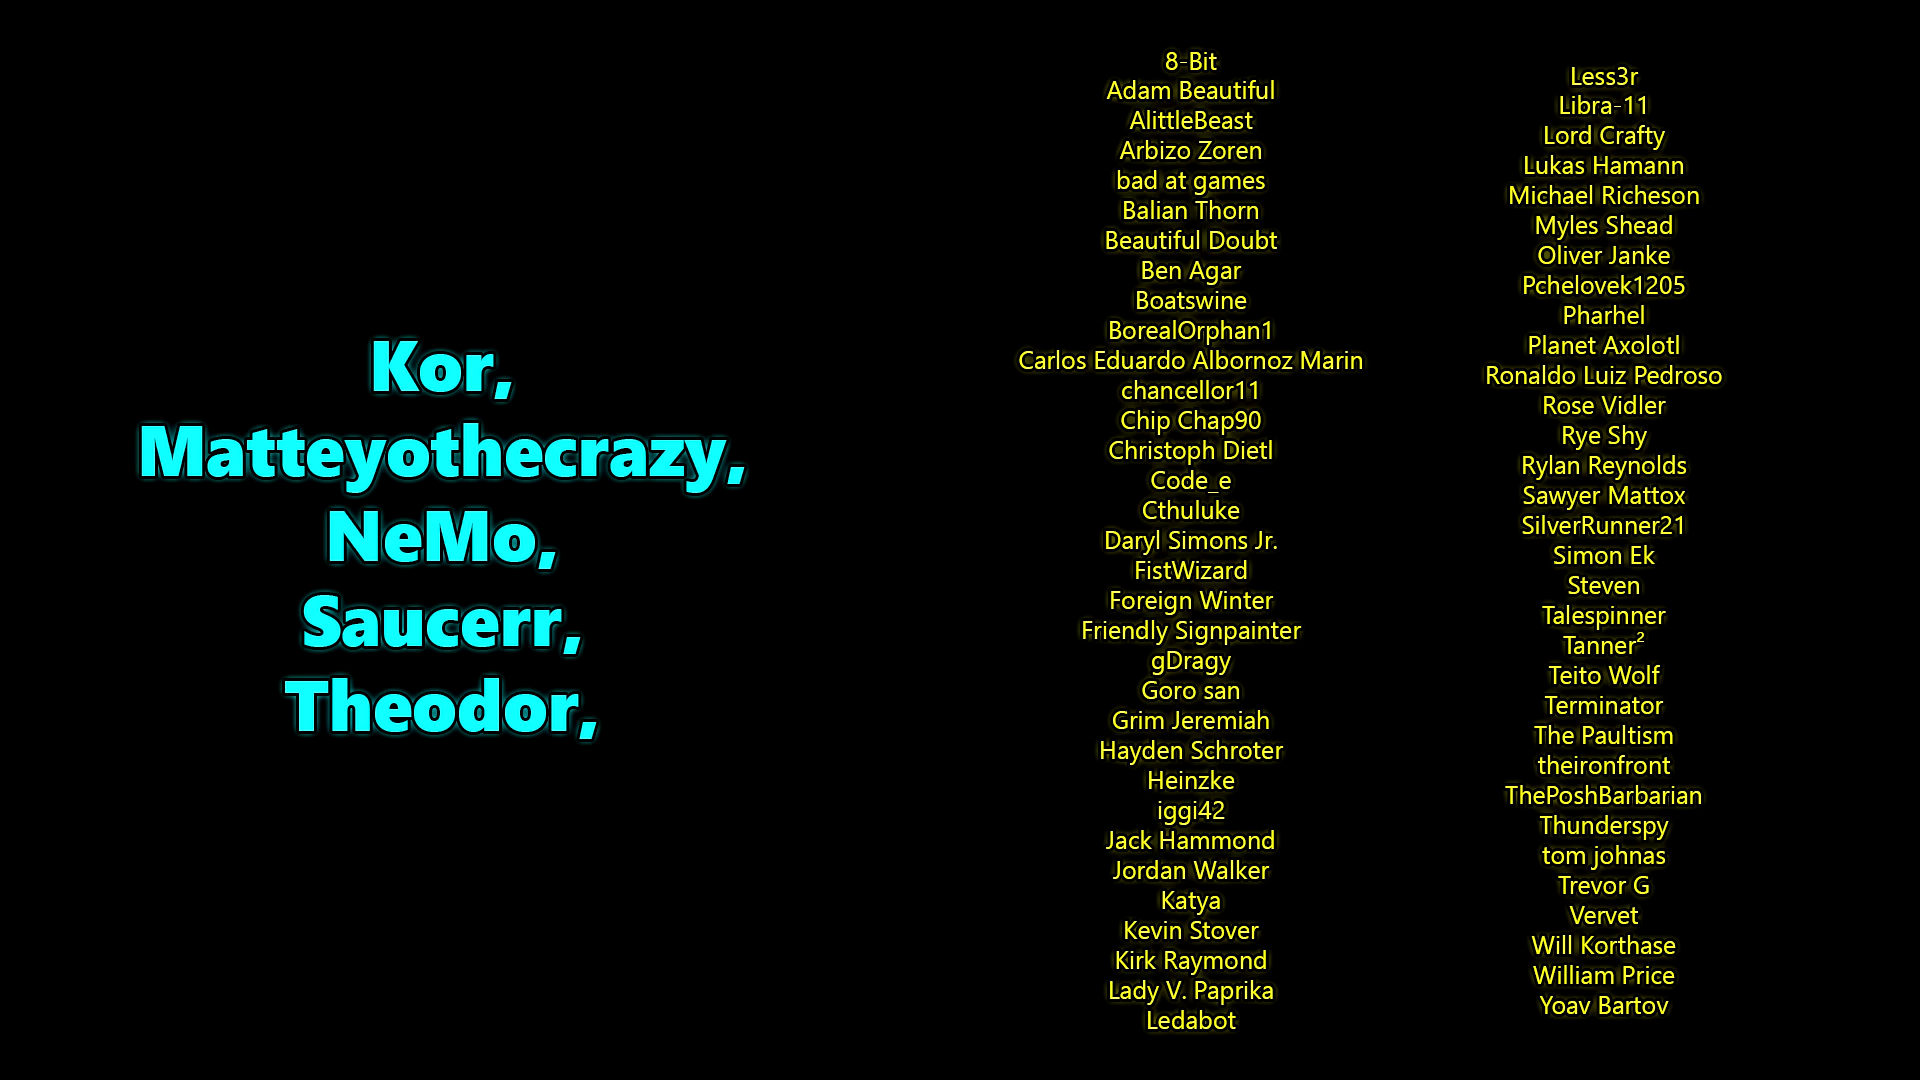 Kor,
Matteyothecrazy,
NeMo,
Saucerr,
Theodor,
8-Bit
Adam Beautiful
AlittleBeast
Arbizo Zoren
bad at games
Balian Thorn
Beautiful Doubt
Ben Agar
Boatswine
BorealOrphan1
Carlos Eduardo Albornoz Marin
chancellor11
Chip Chap90
Christoph Dietl
Code_e
Cthuluke
Daryl Simons Jr.
FistWizard
Foreign Winter
Friendly Signpainter
gDragy
Goro san
Grim Jeremiah
Hayden Schroter
Heinzke
iggi42
Jack Hammond
Jordan Walker
Katya
Kevin Stover
Kirk Raymond
Lady V. Paprika
Ledabot
Less3r
Libra-11
Lord Crafty
Lukas Hamann
Michael Richeson
Myles Shead
Oliver Janke
Pchelovek1205
Pharhel
Planet Axolotl
Ronaldo Luiz Pedroso
Rose Vidler
Rye Shy
Rylan Reynolds
Sawyer Mattox
SilverRunner21
Simon Ek
Steven
Talespinner
Tanner²
Teito Wolf
Terminator
The Paultism
theironfront
ThePoshBarbarian
Thunderspy
tom johnas
Trevor G
Vervet
Will Korthase
William Price
Yoav Bartov